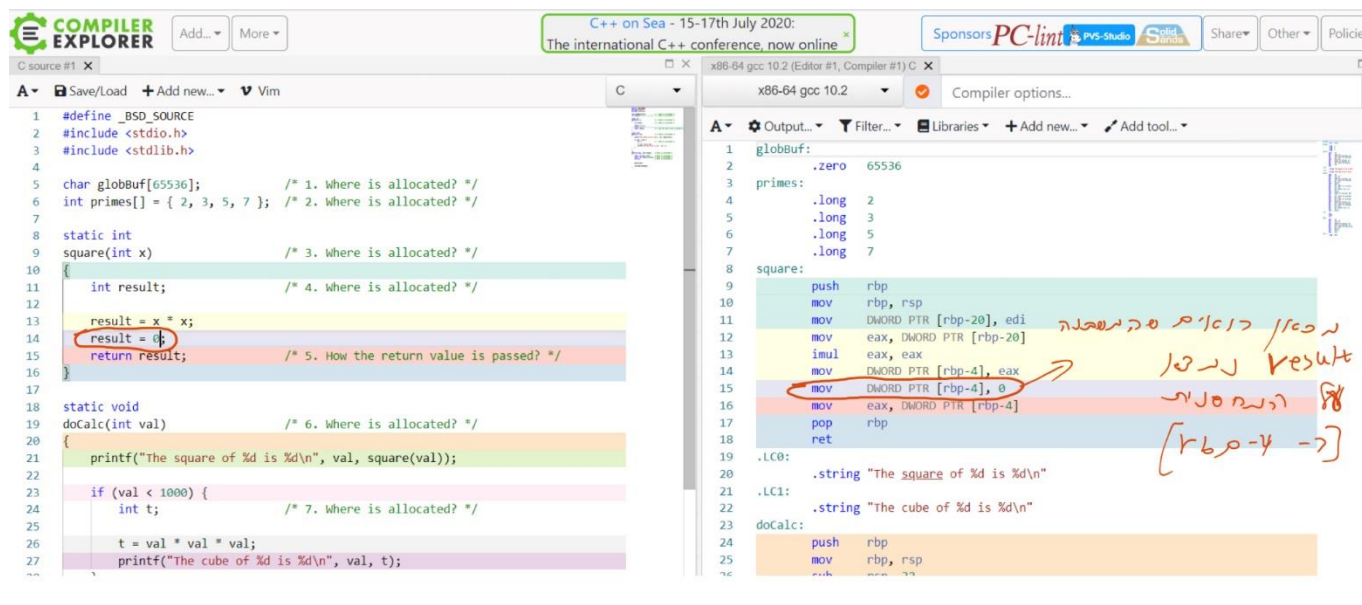 COMPILER
EXPLORER
Add...
More
C++ on Sea - 15-17th July 2020:
The international C++ conference, now online
×
Sponsors
PC-lint
PVS-Studio
Solid Sands
Share
Other
Policie
C source #1 X
A Save/Load + Add new... Vim
C
1 #define _BSD_SOURCE
2 #include <stdio.h>
3 #include <stdlib.h>
4
5 char globBuf[65536]; /* 1. Where is allocated? */
6 int primes[] = { 2, 3, 5, 7 }; /* 2. Where is allocated? */
7
8 static int
9 square(int x) /* 3. Where is allocated? */
10 {
11 int result; /* 4. Where is allocated? */
12
13 result = x * x;
14 result = 0;
15 return result; /* 5. How the return value is passed? */
16 }
17
18 static void
19 doCalc(int val) /* 6. Where is allocated? */
20 {
21 printf("The square of %d is %d\n", val, square(val));
22
23 if (val < 1000) {
24 int t; /* 7. Where is allocated? */
25
26 t = val * val * val;
27 printf("The cube of %d is %d\n", val, t);
x86-64 gcc 10.2 (Editor #1, Compiler #1) C X
x86-64 gcc 10.2
Compiler options...
A Output... Filter... Libraries + Add new... Add tool...
1 globBuf:
2 .zero 65536
3 primes:
4 .long 2
5 .long 3
6 .long 5
7 .long 7
8 square:
9 push rbp
10 mov rbp, rsp
11 mov DWORD PTR [rbp-20], edi
12 mov eax, DWORD PTR [rbp-20]
13 imul eax, eax
14 mov DWORD PTR [rbp-4], eax
15 mov DWORD PTR [rbp-4], 0
16 mov eax, DWORD PTR [rbp-4]
17 pop rbp
18 ret
19 .LC0:
20 .string "The square of %d is %d\n"
21 .LC1:
22 .string "The cube of %d is %d\n"
23 doCalc:
24 push rbp
25 mov rbp, rsp
26 sub rsp, 32
מכאן רואים שהמשתנה
result נמצא
המחסנית
[rbp-4 ->]